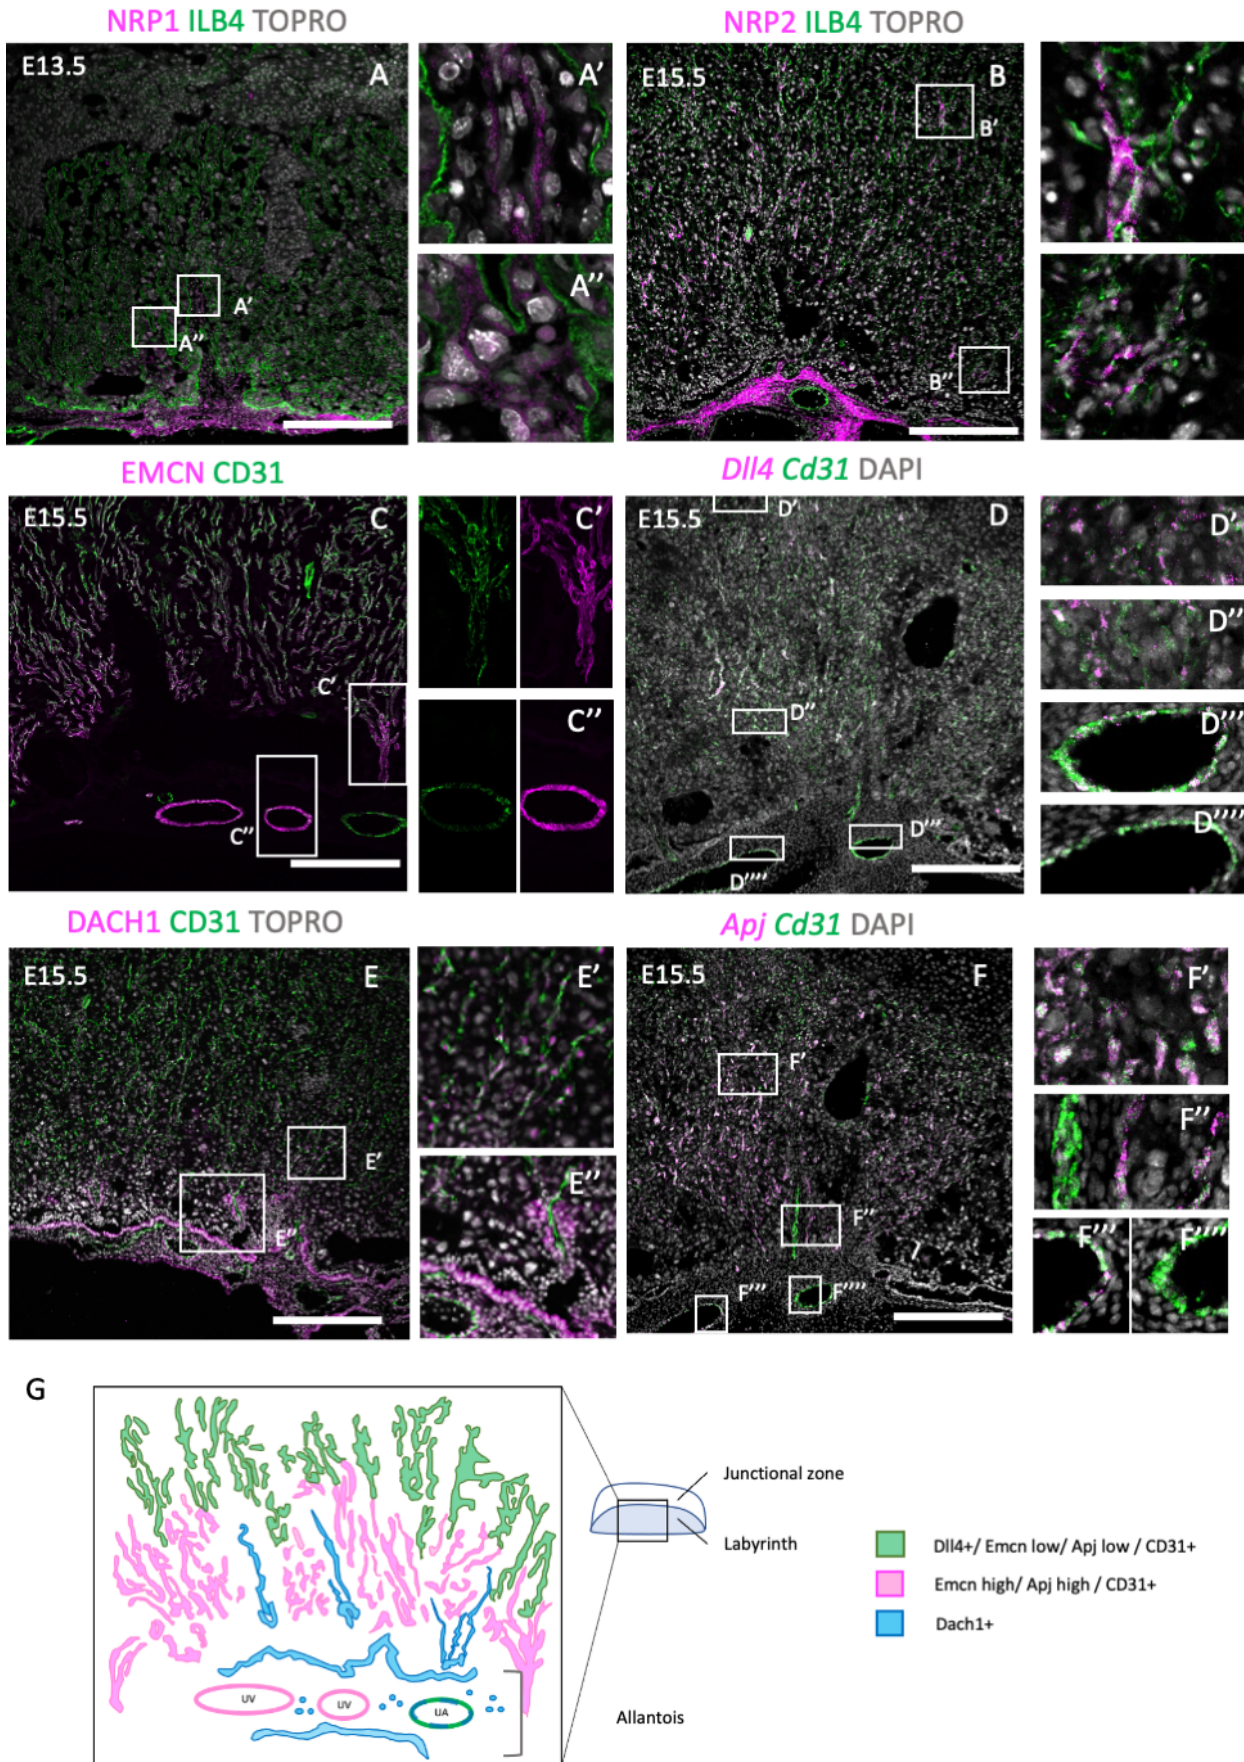 NRP1 ILB4 TOPRO
NRP2 ILB4 TOPRO
E13.5
A
A'
A''
A'
A''
E15.5
B
B'
B''
EMCN CD31
Dll4 Cd31 DAPI
E15.5
C
C'
C''
C'
C''
E15.5
D
D'
D''
D'''
D''''
D'
D''
D'''
D''''
DACH1 CD31 TOPRO
Apj Cd31 DAPI
E15.5
E
E'
E''
E'
E''
E15.5
F
F'
F''
F'''
F''''
F'
F''
F'''
F''''
G
UV
UV
UA
Junctional zone
Labyrinth
Allantois
Dll4+/ Emcn low/ Apj low / CD31+
Emcn high/ Apj high / CD31+
Dach1+